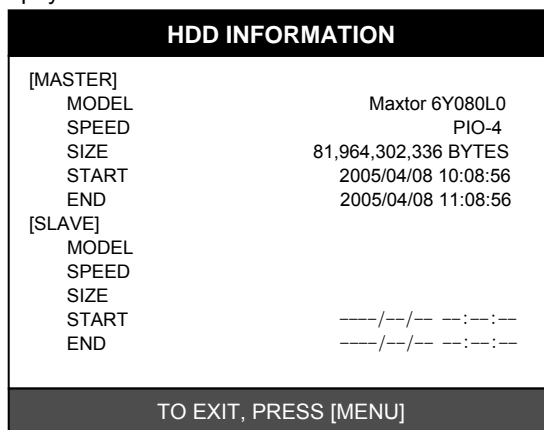 HDD INFORMATION
[MASTER]
MODEL Maxtor 6Y080L0
SPEED PIO-4
SIZE 81,964,302,336 BYTES
START 2005/04/08 10:08:56
END 2005/04/08 11:08:56
[SLAVE]
MODEL
SPEED
SIZE
START ----/--/-- --:--:--
END ----/--/-- --:--:--
TO EXIT, PRESS [MENU]